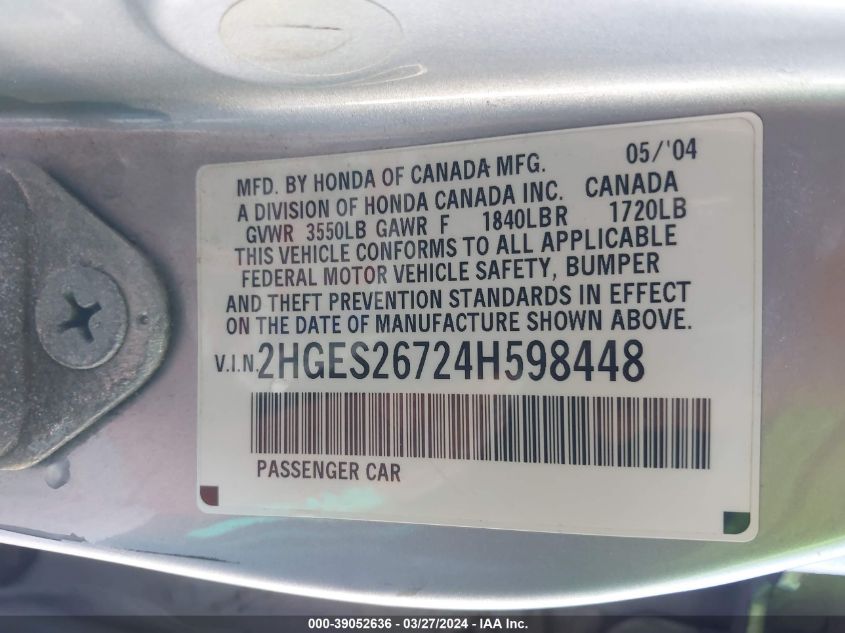 05/'04
MFD. BY HONDA OF CANADA MFG.
A DIVISION OF HONDA CANADA INC. CANADA
GVWR 3550LB GAWR F 1840LB R 1720LB
THIS VEHICLE CONFORMS TO ALL APPLICABLE
FEDERAL MOTOR VEHICLE SAFETY, BUMPER
AND THEFT PREVENTION STANDARDS IN EFFECT
ON THE DATE OF MANUFACTURE SHOWN ABOVE.
V.I.N. 2HGES26724H598448
PASSENGER CAR
000-39052636 - 03/27/2024 - IAA Inc.